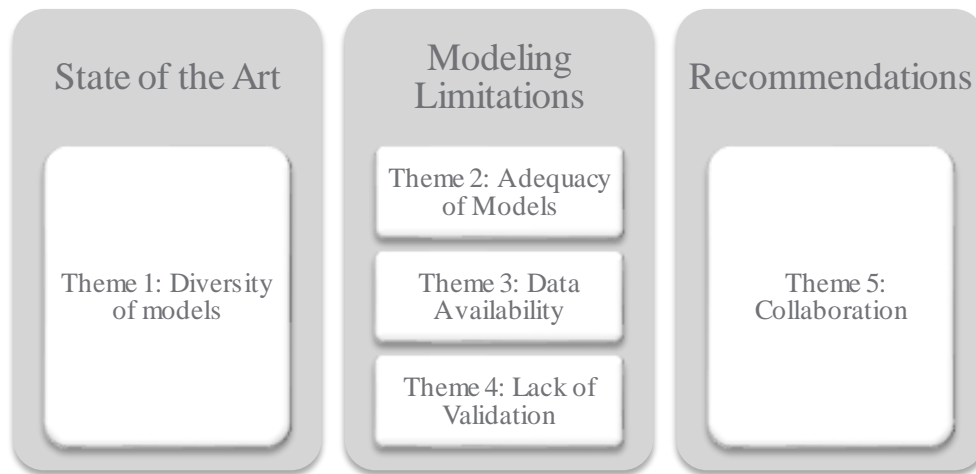 State of the Art
Theme 1: Diversity
of models
Modeling
Limitations
Theme 2: Adequacy
of Models
Theme 3: Data
Availability
Theme 4: Lack of
Validation
Recommendations
Theme 5:
Collaboration